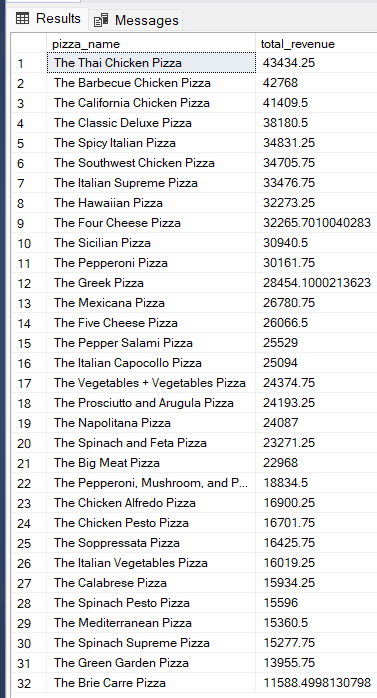 Results Messages
pizza_name total_revenue
1 The Thai Chicken Pizza 43434.25
2 The Barbecue Chicken Pizza 42768
3 The California Chicken Pizza 41409.5
4 The Classic Deluxe Pizza 38180.5
5 The Spicy Italian Pizza 34831.25
6 The Southwest Chicken Pizza 34705.75
7 The Italian Supreme Pizza 33476.75
8 The Hawaiian Pizza 32273.25
9 The Four Cheese Pizza 32265.7010040283
10 The Sicilian Pizza 30940.5
11 The Pepperoni Pizza 30161.75
12 The Greek Pizza 28454.1000213623
13 The Mexicana Pizza 26780.75
14 The Five Cheese Pizza 26066.5
15 The Pepper Salami Pizza 25529
16 The Italian Capocollo Pizza 25094
17 The Vegetables + Vegetables Pizza 24374.75
18 The Prosciutto and Arugula Pizza 24193.25
19 The Napolitana Pizza 24087
20 The Spinach and Feta Pizza 23271.25
21 The Big Meat Pizza 22968
22 The Pepperoni, Mushroom, and P... 18834.5
23 The Chicken Alfredo Pizza 16900.25
24 The Chicken Pesto Pizza 16701.75
25 The Soppressata Pizza 16425.75
26 The Italian Vegetables Pizza 16019.25
27 The Calabrese Pizza 15934.25
28 The Spinach Pesto Pizza 15596
29 The Mediterranean Pizza 15360.5
30 The Spinach Supreme Pizza 15277.75
31 The Green Garden Pizza 13955.75
32 The Brie Carre Pizza 11588.4998130798